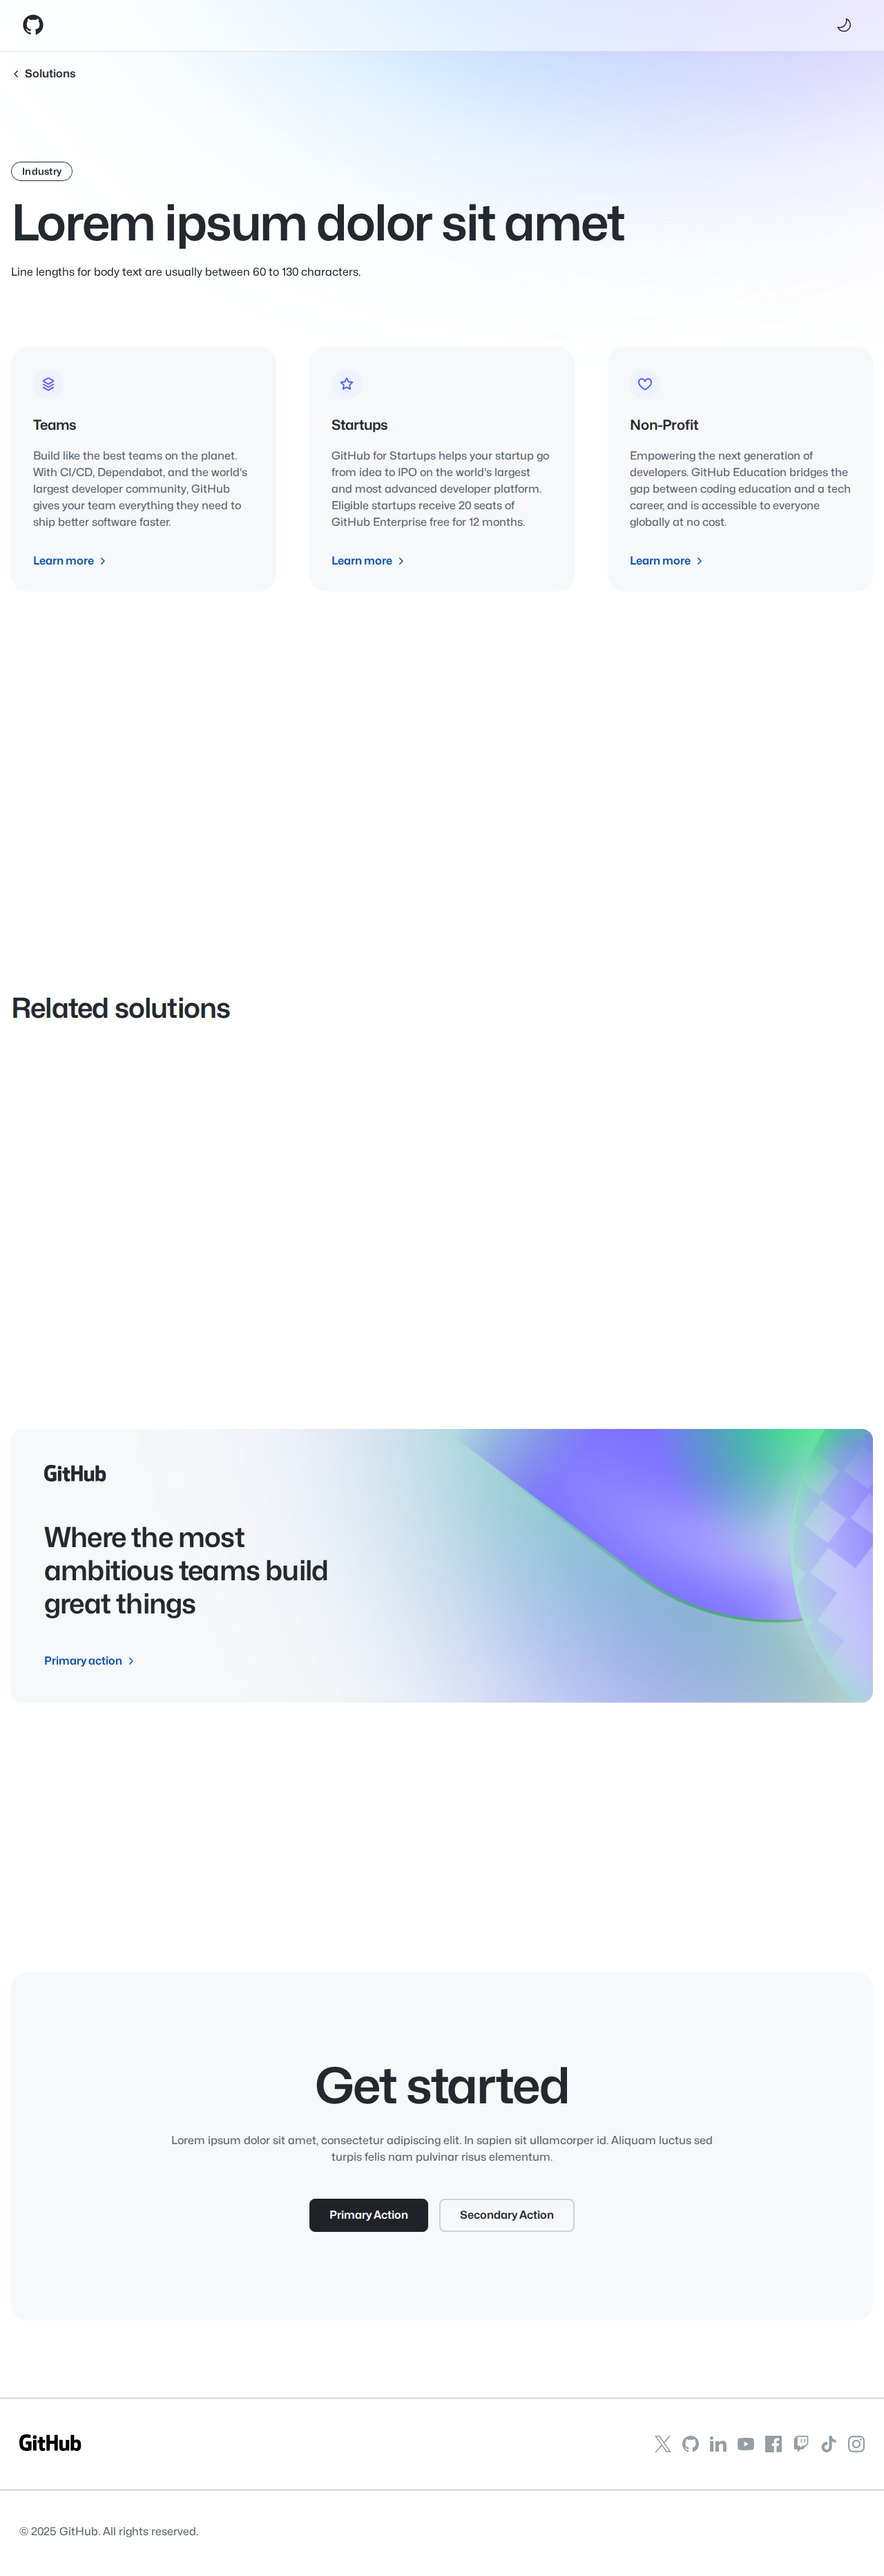 Solutions
Industry
Lorem ipsum dolor sit amet
Line lengths for body text are usually between 60 to 130 characters.
Teams
Build like the best teams on the planet.
With CI/CD, Dependabot, and the world's
largest developer community, GitHub
gives your team everything they need to
ship better software faster.
Learn more
Startups
GitHub for Startups helps your startup go
from idea to IPO on the world's largest
and most advanced developer platform.
Eligible startups receive 20 seats of
GitHub Enterprise free for 12 months.
Learn more
Non-Profit
Empowering the next generation of
developers. GitHub Education bridges the
gap between coding education and a tech
career, and is accessible to everyone
globally at no cost.
Learn more
Related solutions
GitHub
Where the most
ambitious teams build
great things
Primary action
Get started
Lorem ipsum dolor sit amet, consectetur adipiscing elit. In sapien sit ullamcorper id. Aliquam luctus sed
turpis felis nam pulvinar risus elementum.
Primary Action
Secondary Action
GitHub
© 2025 GitHub. All rights reserved.